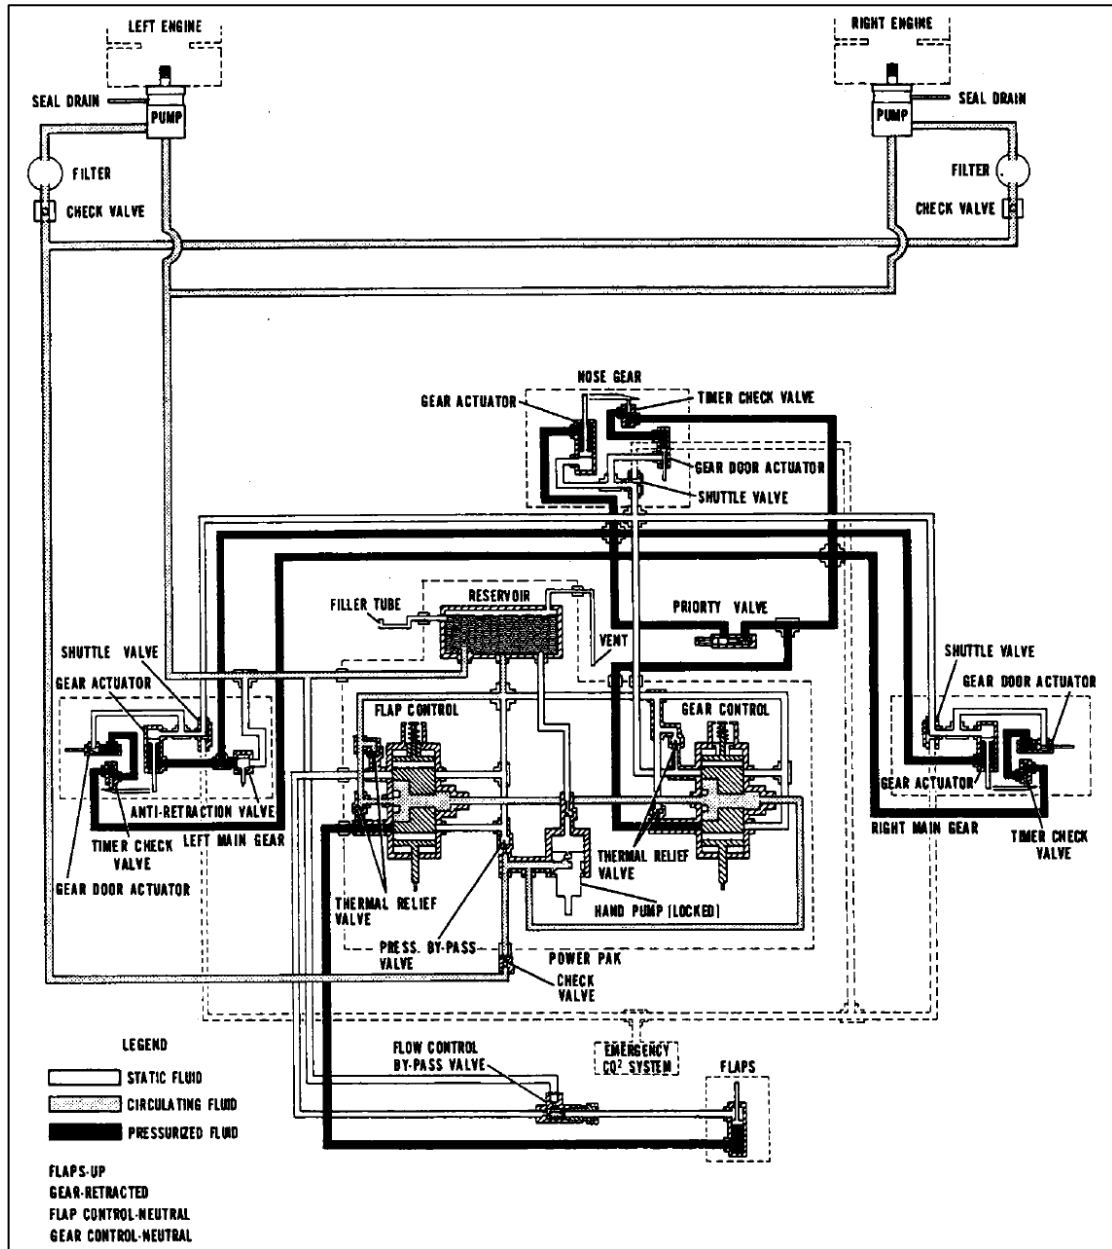 LEFT ENGINE
RIGHT ENGINE
SEAL DRAIN
PUMP
PUMP
SEAL DRAIN
FILTER
FILTER
CHECK VALVE
CHECK VALVE
NOSE GEAR
GEAR ACTUATOR
TIMER CHECK VALVE
GEAR DOOR ACTUATOR
SHUTTLE VALVE
RESERVOIR
FILLER TUBE
VENT
PRIORTY VALVE
SHUTTLE VALVE
GEAR ACTUATOR
FLAP CONTROL
GEAR CONTROL
SHUTTLE VALVE
GEAR DOOR ACTUATOR
GEAR ACTUATOR
ANTI-RETRACTION VALVE
LEFT MAIN GEAR
TIMER CHECK
VALVE
GEAR DOOR ACTUATOR
RIGHT MAIN GEAR
TIMER CHECK
VALVE
THERMAL RELIEF
VALVE
THERMAL RELIEF
VALVE
HAND PUMP (LOCKED)
PRESS. BY-PASS
VALVE
POWER PAK
CHECK
VALVE
LEGEND
STATIC FLUID
CIRCULATING FLUID
PRESSURIZED FLUID
FLOW CONTROL
BY-PASS VALVE
EMERGENCY
CO² SYSTEM
FLAPS
FLAPS-UP
GEAR-RETRACTED
FLAP CONTROL-NEUTRAL
GEAR CONTROL-NEUTRAL